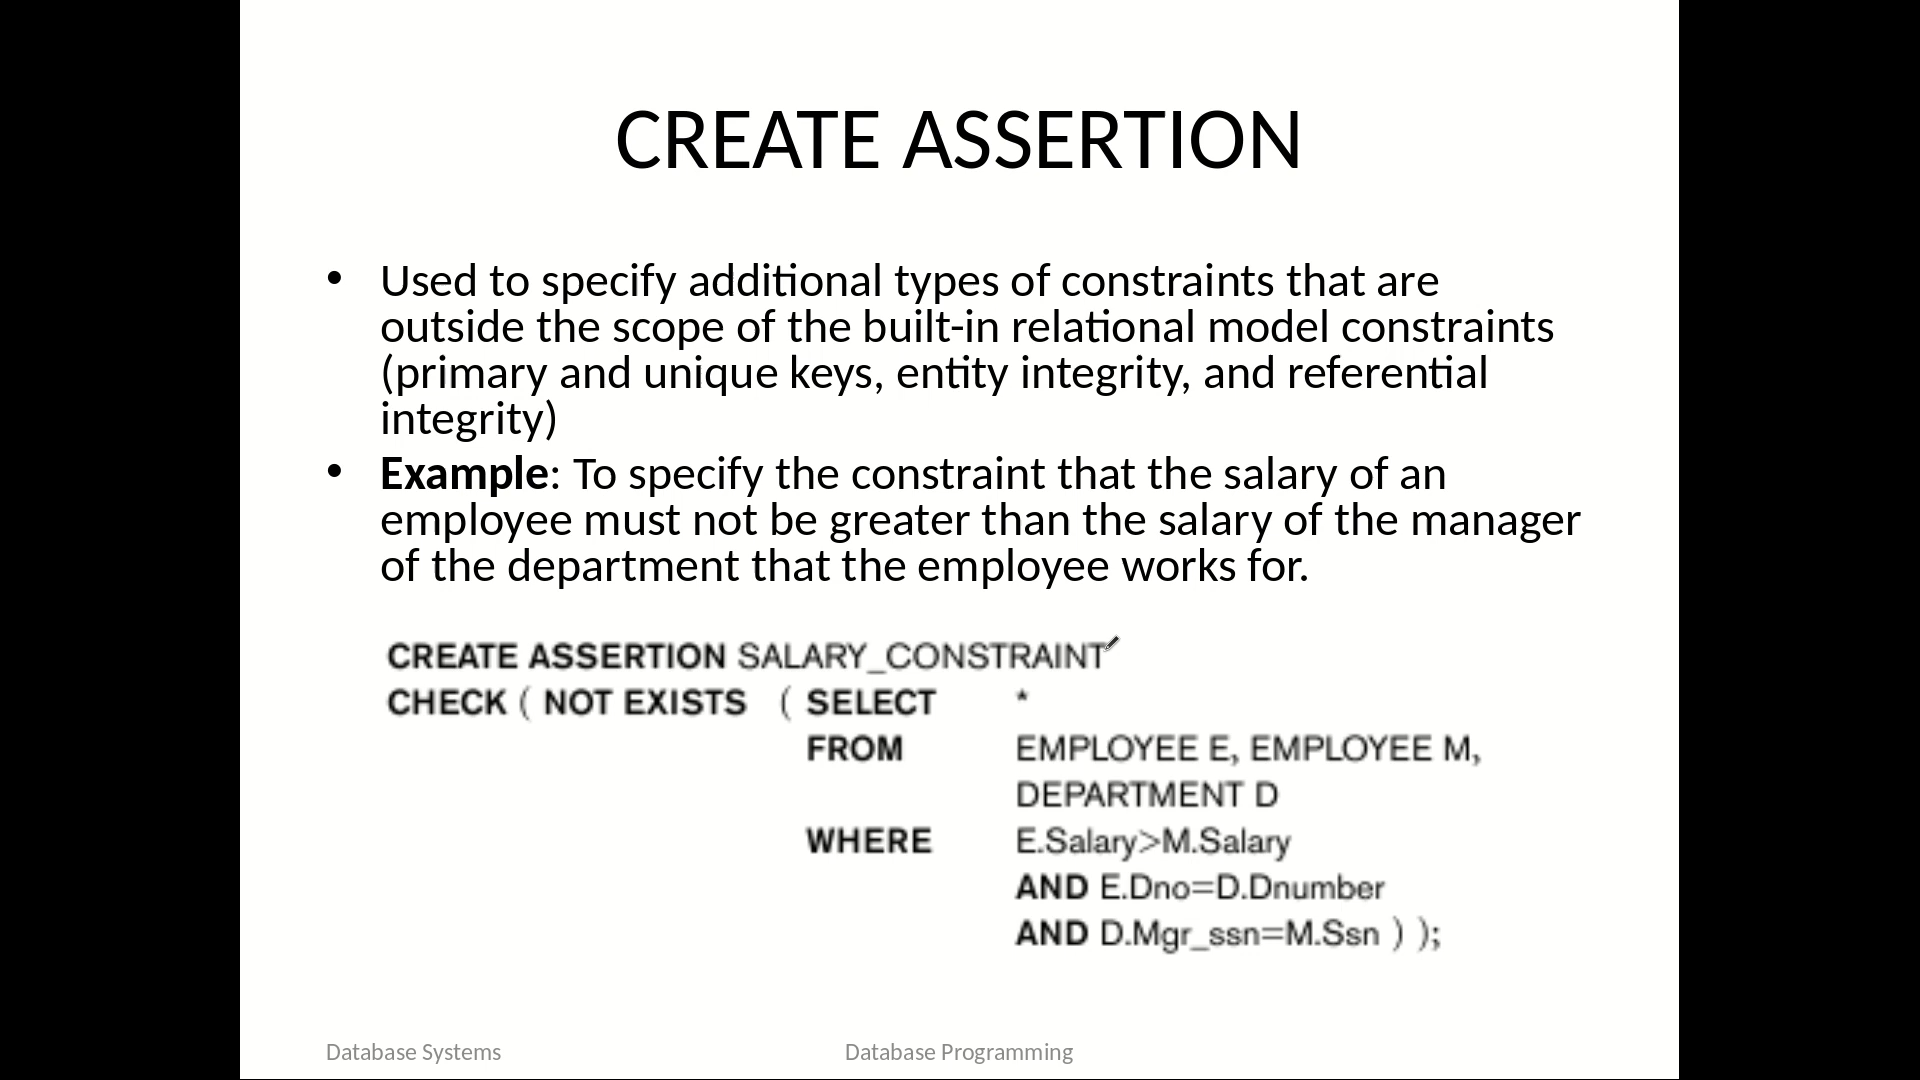 CREATE ASSERTION
• Used to specify additional types of constraints that are
outside the scope of the built-in relational model constraints
(primary and unique keys, entity integrity, and referential
integrity)
• Example: To specify the constraint that the salary of an
employee must not be greater than the salary of the manager
of the department that the employee works for.
CREATE ASSERTION SALARY_CONSTRAINT
CHECK ( NOT EXISTS ( SELECT *
FROM EMPLOYEE E, EMPLOYEE M,
DEPARTMENT D
WHERE E.Salary>M.Salary
AND E.Dno=D.Dnumber
AND D.Mgr_ssn=M.Ssn ) );
Database Systems Database Programming